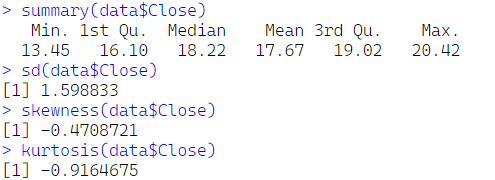 > summary(data$Close)
Min. 1st Qu. Median Mean 3rd Qu. Max.
13.45 16.10 18.22 17.67 19.02 20.42
> sd(data$Close)
[1] 1.598833
> skewness(data$Close)
[1] -0.4708721
> kurtosis(data$Close)
[1] -0.9164675